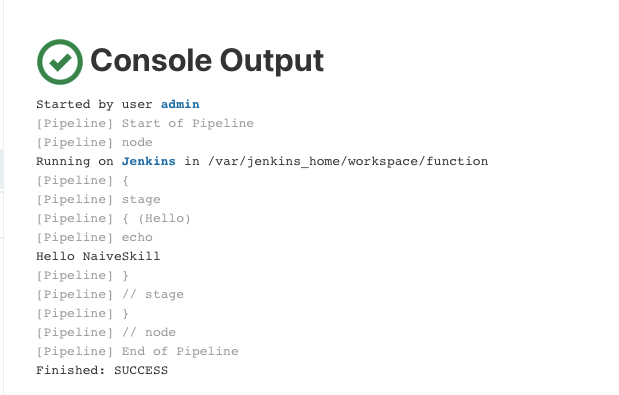 Console Output
Started by user admin
[Pipeline] Start of Pipeline
[Pipeline] node
Running on Jenkins in /var/jenkins_home/workspace/function
[Pipeline] {
[Pipeline] stage
[Pipeline] { (Hello)
[Pipeline] echo
Hello NaiveSkill
[Pipeline] }
[Pipeline] // stage
[Pipeline] }
[Pipeline] // node
[Pipeline] End of Pipeline
Finished: SUCCESS